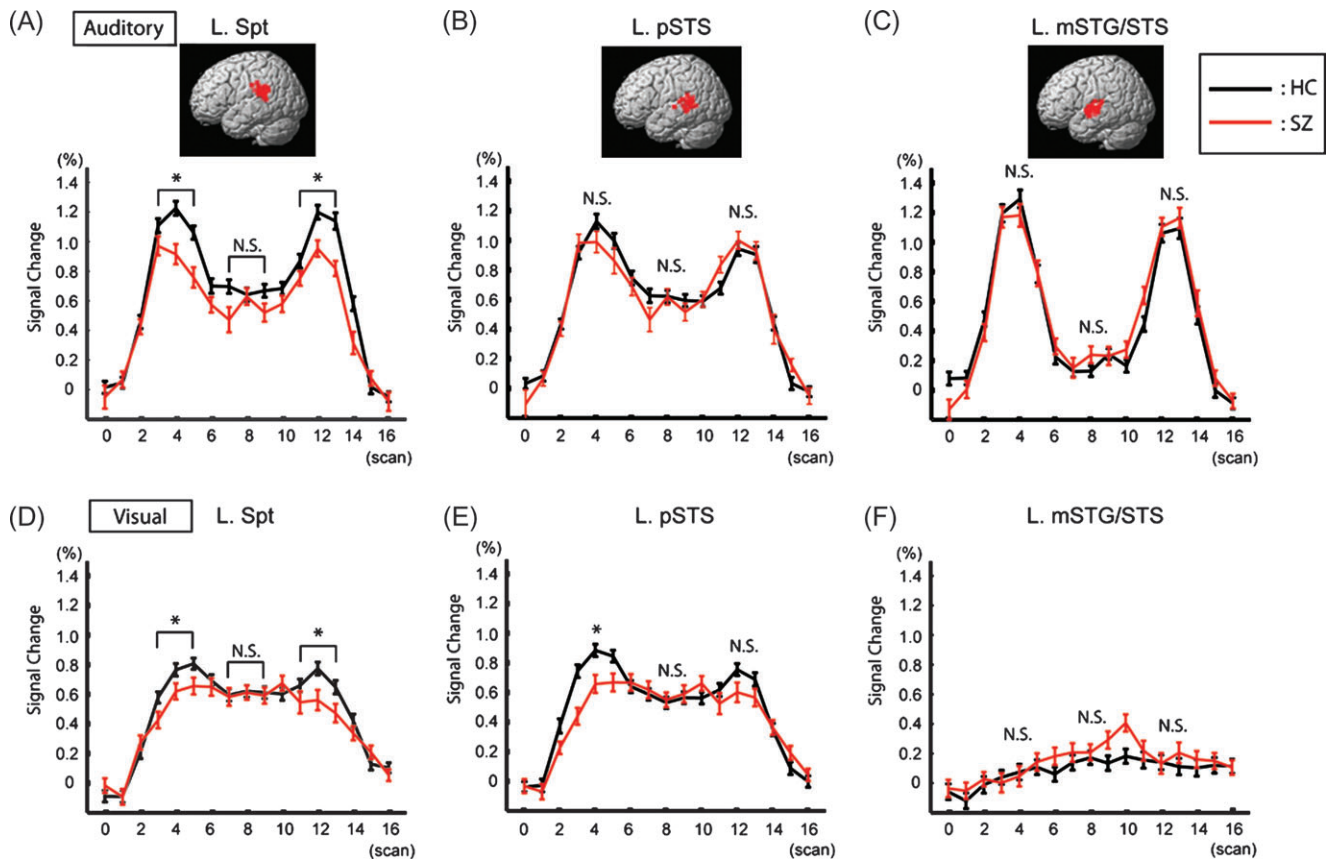 (A) Auditory L. Spt
(B) L. pSTS
(C) L. mSTG/STS
: HC
: SZ
(%)
Signal Change
1.4
1.2
1.0
0.8
0.6
0.4
0.2
0
* N.S. *
0 2 4 6 8 10 12 14 16
(scan)
(%)
Signal Change
1.4
1.2
1.0
0.8
0.6
0.4
0.2
0
N.S. N.S. N.S.
0 2 4 6 8 10 12 14 16
(scan)
(%)
Signal Change
1.4
1.2
1.0
0.8
0.6
0.4
0.2
0
N.S. N.S. N.S.
0 2 4 6 8 10 12 14 16
(scan)
(D) Visual L. Spt
(E) L. pSTS
(F) L. mSTG/STS
(%)
Signal Change
1.4
1.2
1.0
0.8
0.6
0.4
0.2
0
* N.S. *
0 2 4 6 8 10 12 14 16
(scan)
(%)
Signal Change
1.4
1.2
1.0
0.8
0.6
0.4
0.2
0
* N.S. N.S.
0 2 4 6 8 10 12 14 16
(scan)
(%)
Signal Change
1.4
1.2
1.0
0.8
0.6
0.4
0.2
0
N.S. N.S. N.S.
0 2 4 6 8 10 12 14 16
(scan)